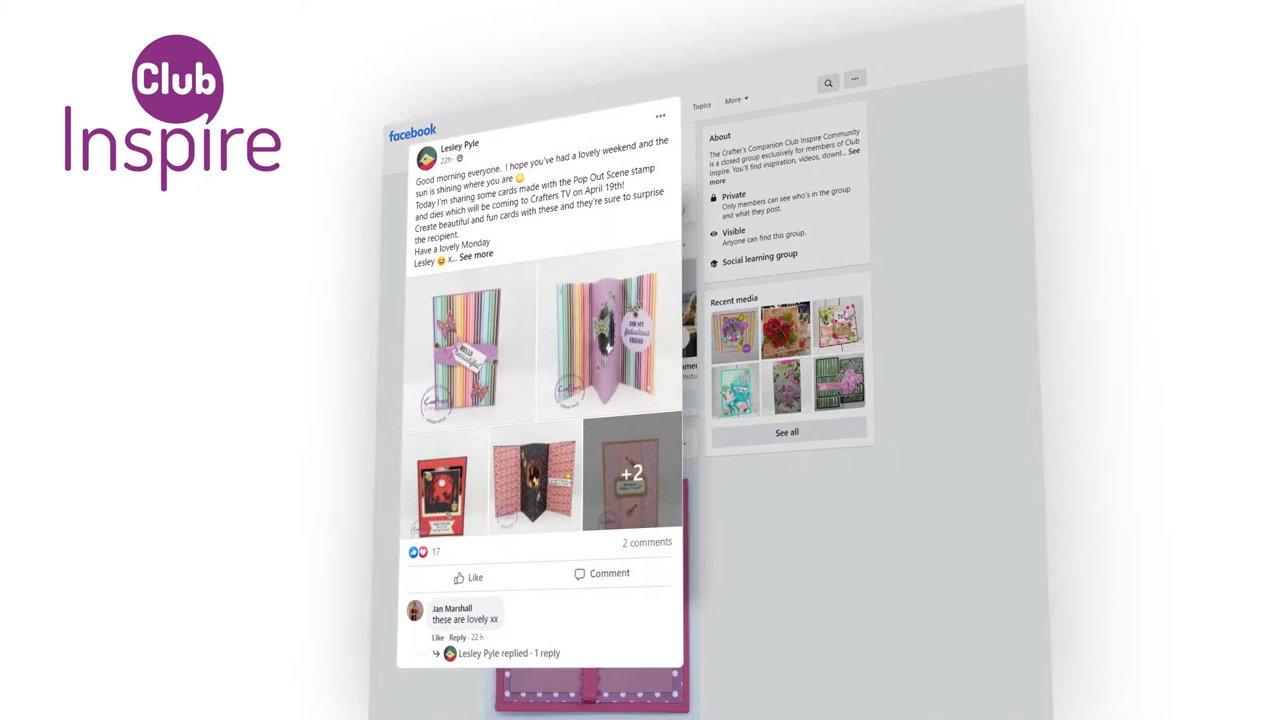 Club
Inspire
facebook
Topics
More
Lesley Pyle
22h
Good morning everyone. I hope you've had a lovely weekend and the
sun is shining where you are
Today I'm sharing some cards made with the Pop Out Scene stamp
and dies which will be coming to Crafters TV on April 19th!
Create beautiful and fun cards with these and they're sure to surprise
the recipient.
Have a lovely Monday
Lesley x... See more
HELLO
beautiful
FOR MY
fabulous
FRIEND
+2
17
2 comments
Like
Comment
Jan Marshall
these are lovely xx
Like · Reply · 22 h
Lesley Pyle replied · 1 reply
About
The Crafter's Companion Club Inspire Community
is a closed group exclusively for members of Club
Inspire. You'll find inspiration, videos, downl... See
more
Private
Only members can see who's in the group
and what they post.
Visible
Anyone can find this group.
Social learning group
Recent media
See all